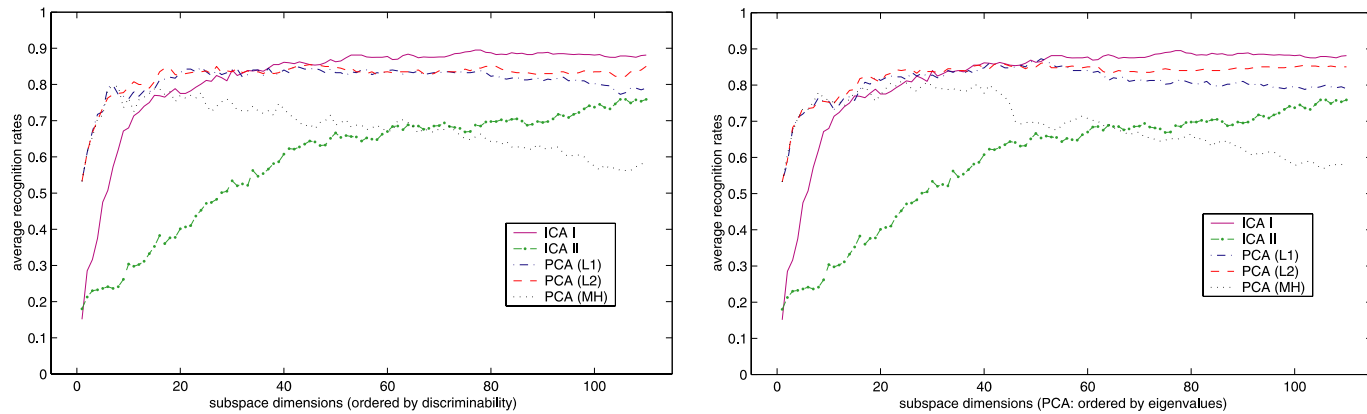 1
0.9
0.8
0.7
0.6
0.5
0.4
0.3
0.2
0.1
0
average recognition rates
0 20 40 60 80 100
subspace dimensions (ordered by discriminability)
ICA I
ICA II
PCA (L1)
PCA (L2)
PCA (MH)
1
0.9
0.8
0.7
0.6
0.5
0.4
0.3
0.2
0.1
0
average recognition rates
0 20 40 60 80 100
subspace dimensions (PCA: ordered by eigenvalues)
ICA I
ICA II
PCA (L1)
PCA (L2)
PCA (MH)